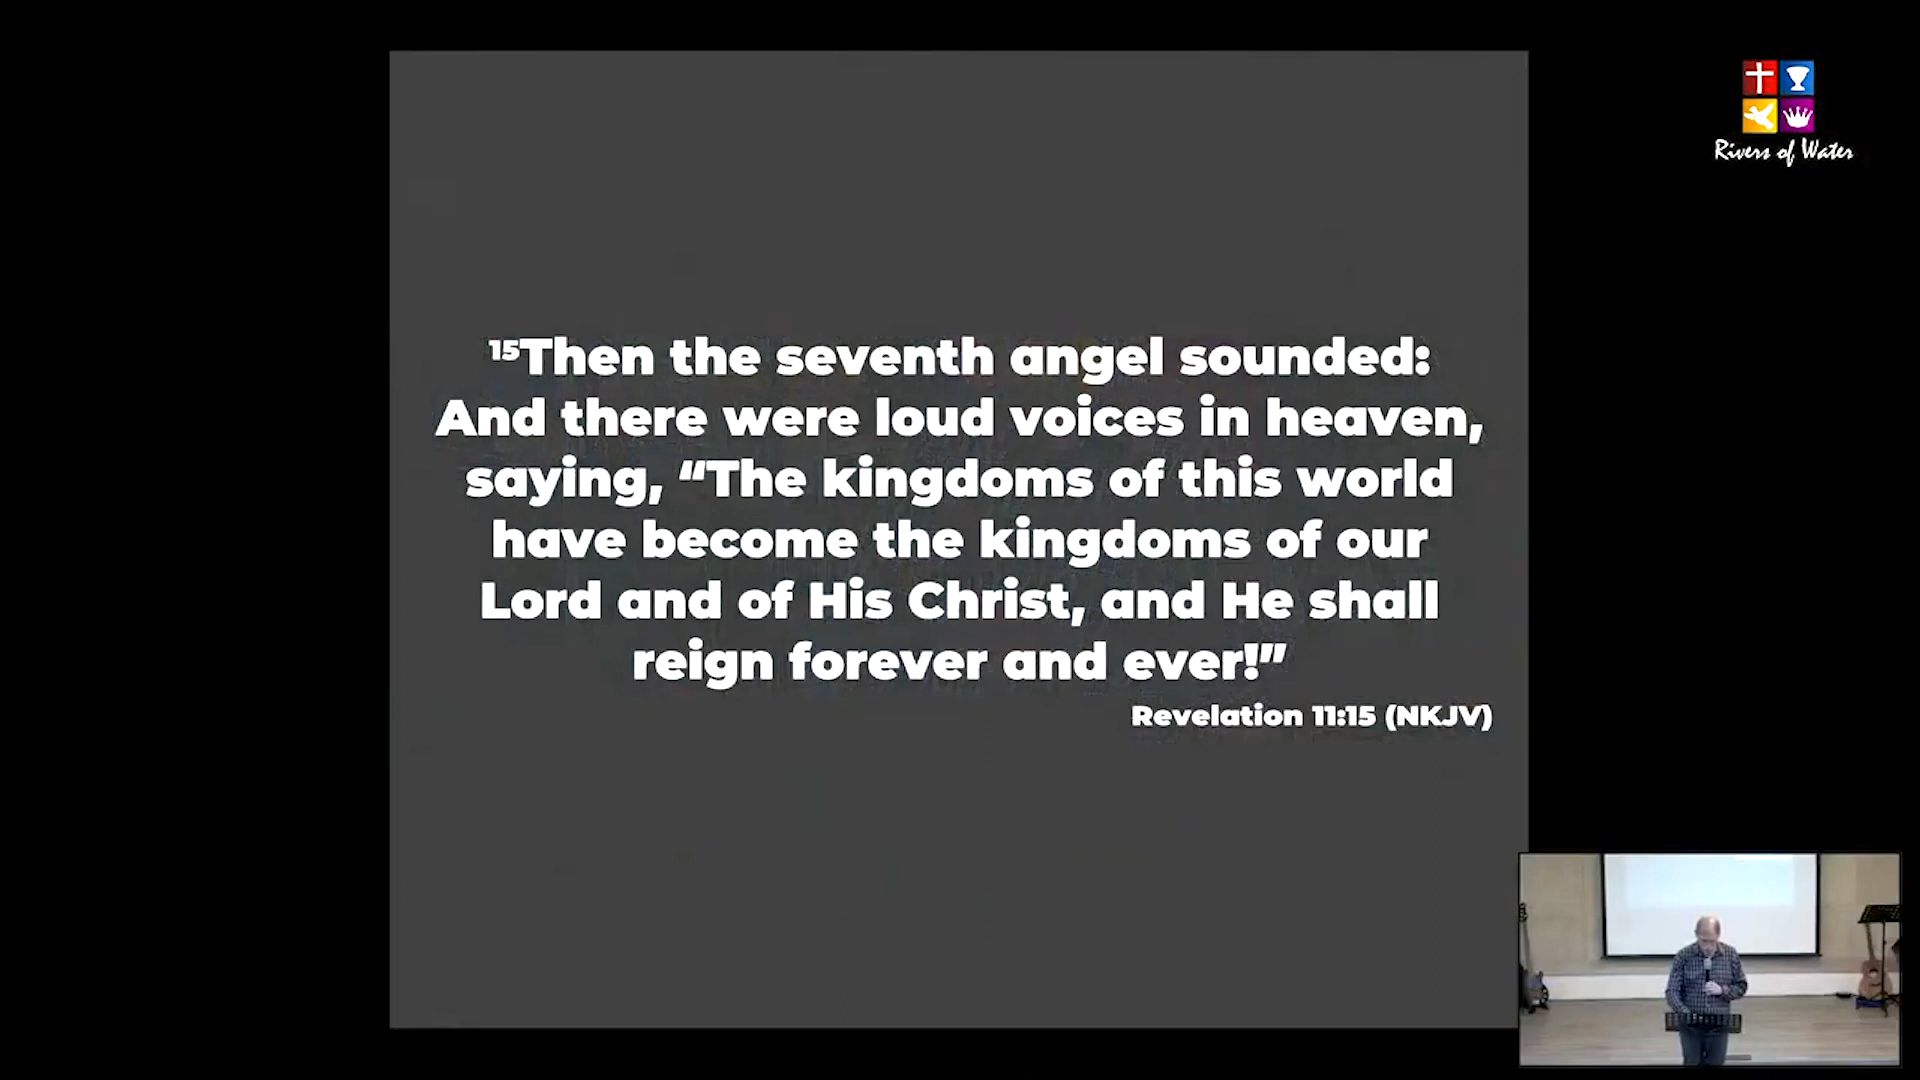 Rivers of Water
¹⁵Then the seventh angel sounded:
And there were loud voices in heaven,
saying, “The kingdoms of this world
have become the kingdoms of our
Lord and of His Christ, and He shall
reign forever and ever!”
Revelation 11:15 (NKJV)